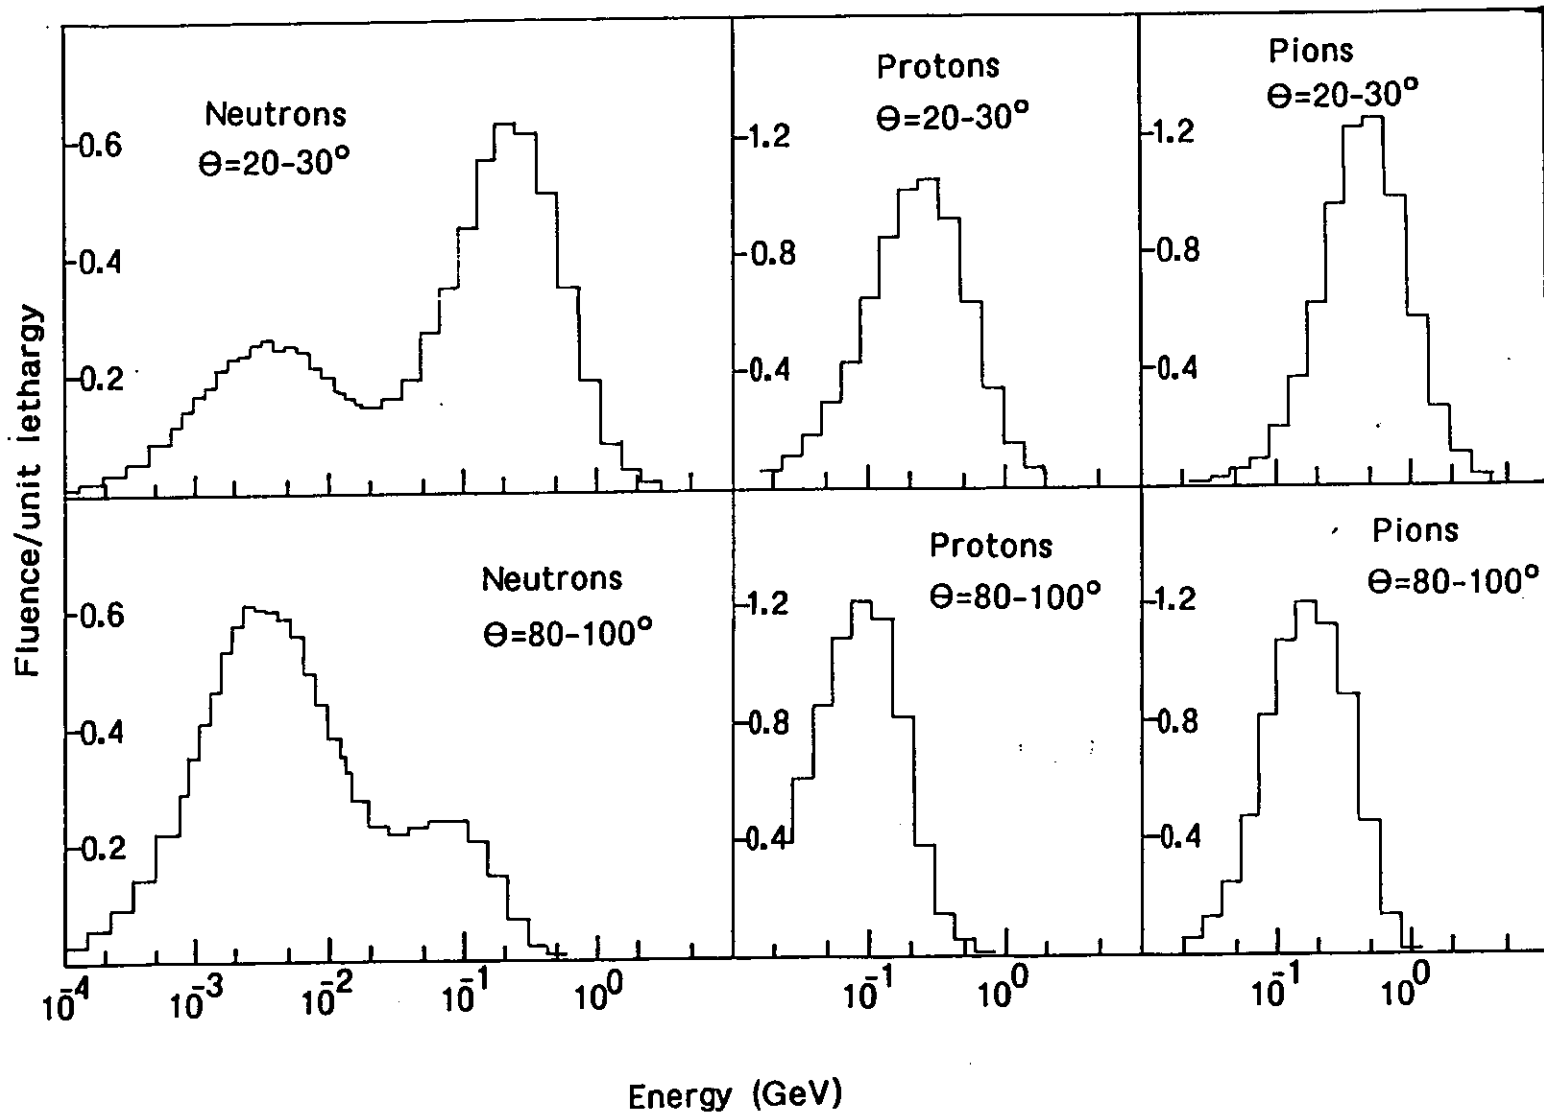 Neutrons
Θ=20-30°
0.6
0.4
0.2
Protons
Θ=20-30°
1.2
0.8
0.4
Pions
Θ=20-30°
1.2
0.8
0.4
Neutrons
Θ=80-100°
0.6
0.4
0.2
Protons
Θ=80-100°
1.2
0.8
0.4
Pions
Θ=80-100°
1.2
0.8
0.4
Fluence/unit lethargy
10⁻⁴ 10⁻³ 10⁻² 10⁻¹ 10⁰ 10⁻¹ 10⁰ 10⁻¹ 10⁰
Energy (GeV)